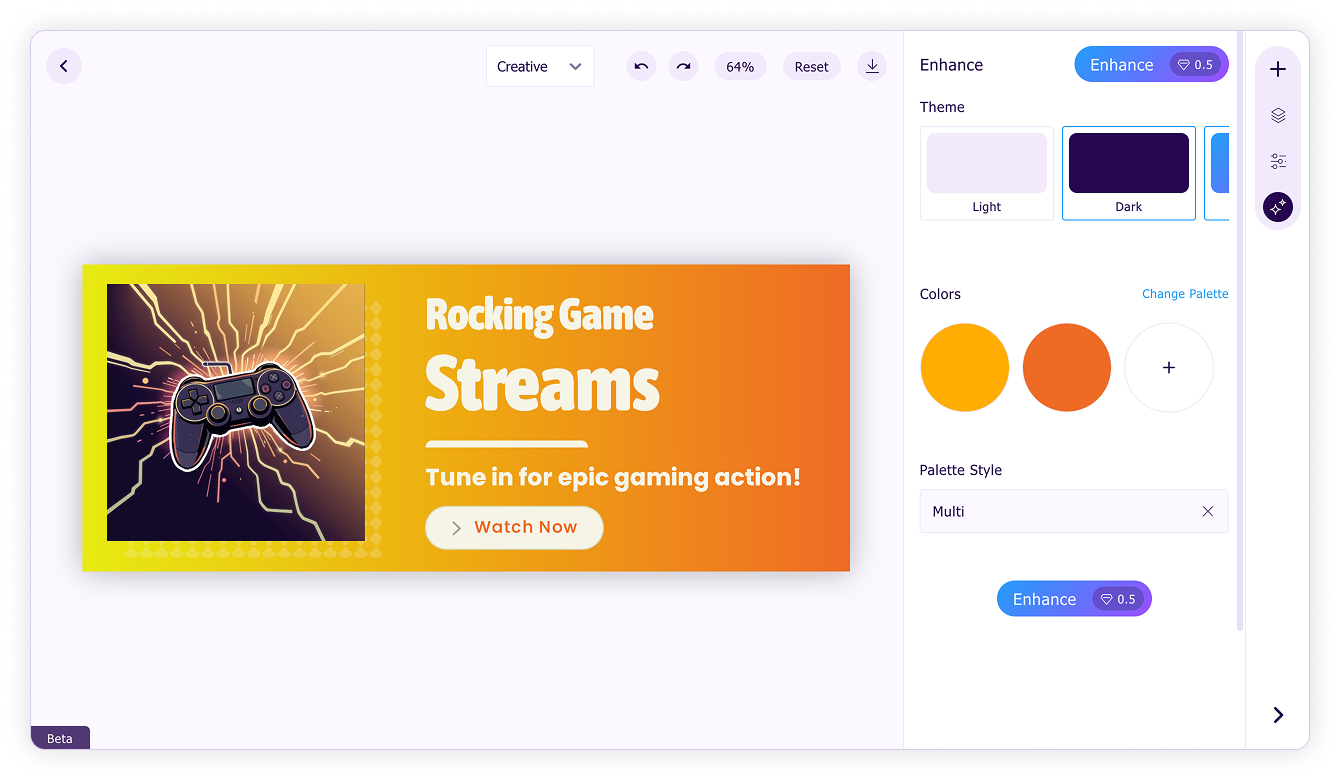 Creative
64%
Reset
Enhance
Enhance
0.5
Theme
Light
Dark
Colors
Change Palette
Palette Style
Multi
Enhance
0.5
Rocking Game
Streams
Tune in for epic gaming action!
Watch Now
Beta